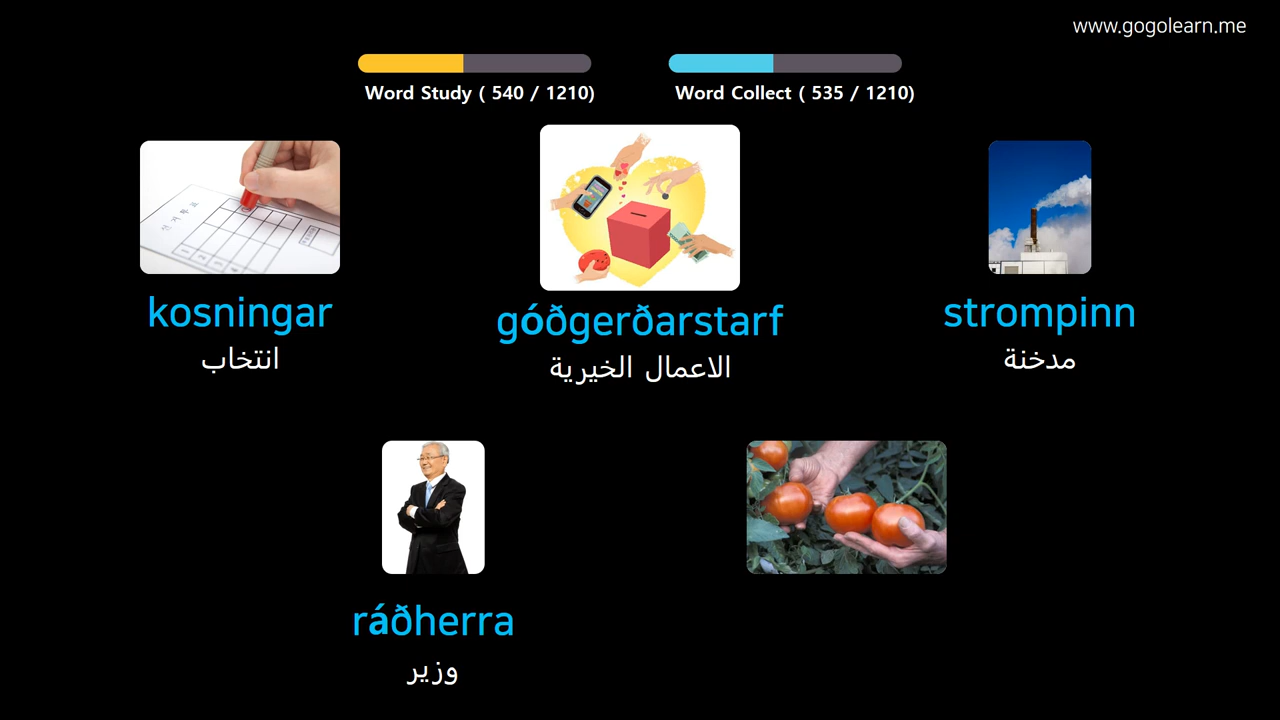 www.gogolearn.me
Word Study ( 540 / 1210)
Word Collect ( 535 / 1210)
kosningar
انتخاب
góðgerðarstarf
الاعمال الخيرية
strompinn
مدخنة
ráðherra
وزير